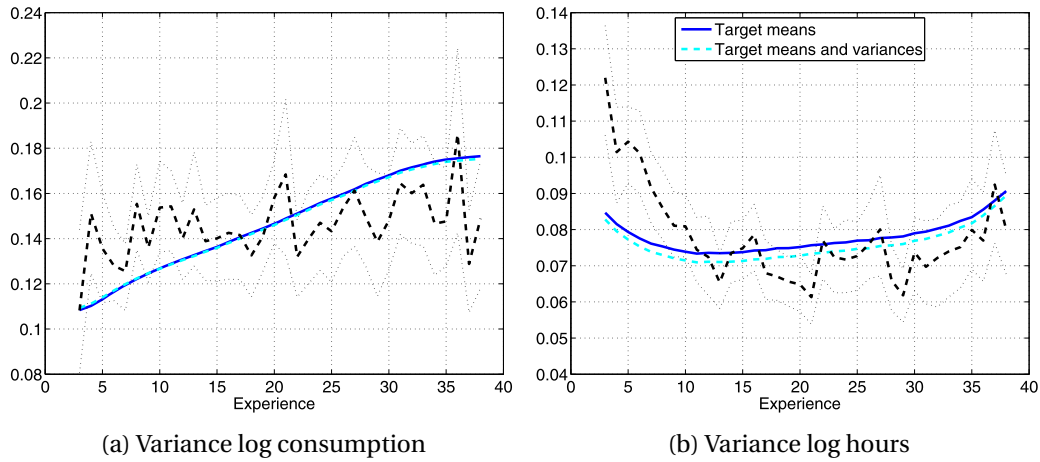 0.24
0.22
0.2
0.18
0.16
0.14
0.12
0.1
0.08
0 5 10 15 20 25 30 35 40
Experience
(a) Variance log consumption
0.14
0.13
0.12
0.11
0.1
0.09
0.08
0.07
0.06
0.05
0.04
Target means
Target means and variances
0 5 10 15 20 25 30 35 40
Experience
(b) Variance log hours